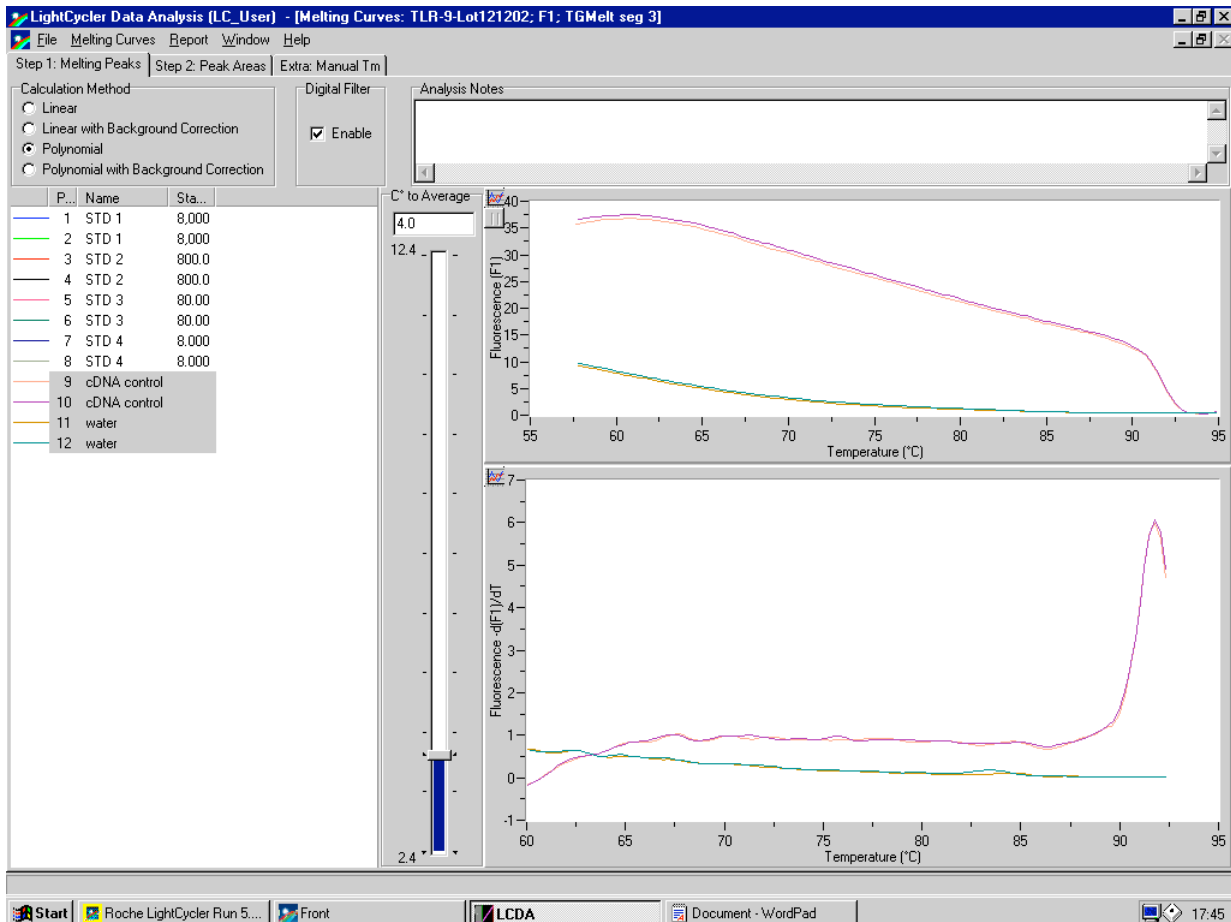 LightCycler Data Analysis (LC_User) - [Melting Curves: TLR-9-Lot121202; F1; TGMelt seg 3]
File Melting Curves Report Window Help
Step 1: Melting Peaks Step 2: Peak Areas Extra: Manual Tm
Calculation Method
Linear
Linear with Background Correction
Polynomial
Polynomial with Background Correction
Digital Filter
Enable
Analysis Notes
P... Name Sta...
1 STD 1 8,000
2 STD 1 8,000
3 STD 2 800.0
4 STD 2 800.0
5 STD 3 80.00
6 STD 3 80.00
7 STD 4 8.000
8 STD 4 8.000
9 cDNA control
10 cDNA control
11 water
12 water
C° to Average
4.0
12.4
2.4
40
35
30
25
20
15
10
5
0
Fluorescence (F1)
55 60 65 70 75 80 85 90 95
Temperature (°C)
7
6
5
4
3
2
1
0
-1
Fluorescence -d(F1)/dT
60 65 70 75 80 85 90 95
Temperature (°C)
Start Roche LightCycler Run 5.... Front LCDA Document - WordPad 17:45